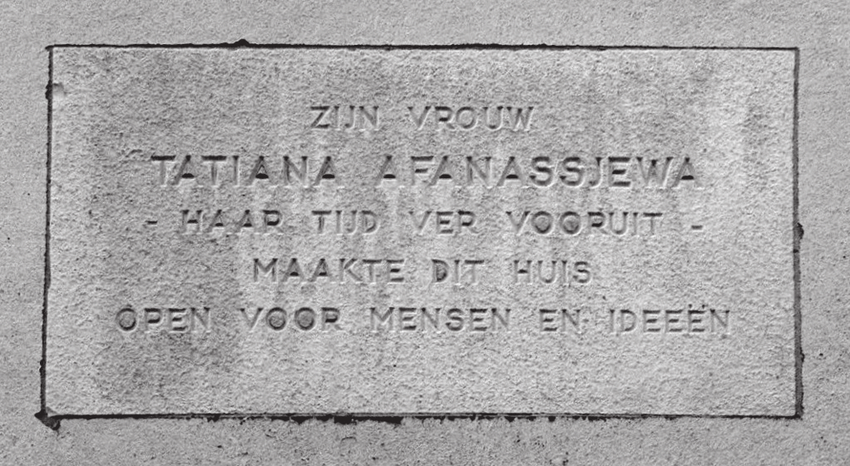 ZIJN VROUW
TATIANA AFANASSJEWA
- HAAR TIJD VER VOORUIT -
MAAKTE DIT HUIS
OPEN VOOR MENSEN EN IDEEËN